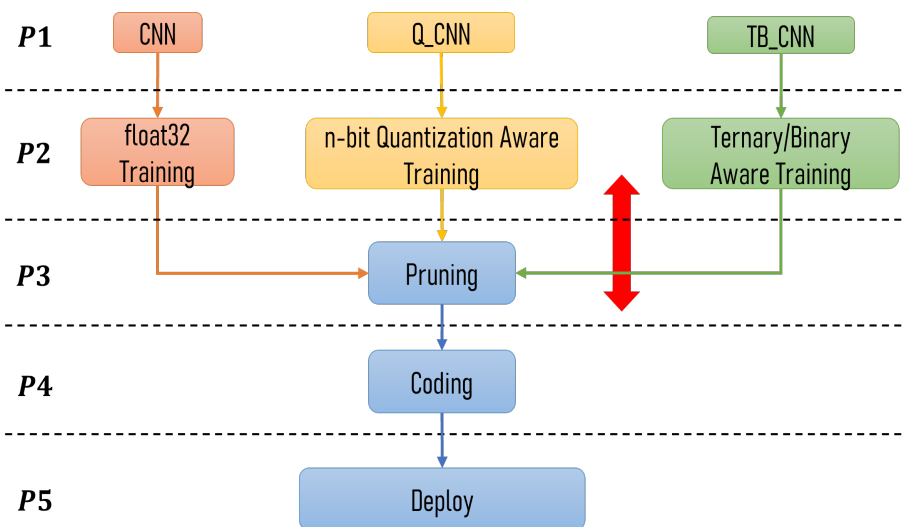 P1
CNN
Q_CNN
TB_CNN
P2
float32
Training
n-bit Quantization Aware
Training
Ternary/Binary
Aware Training
P3
Pruning
P4
Coding
P5
Deploy